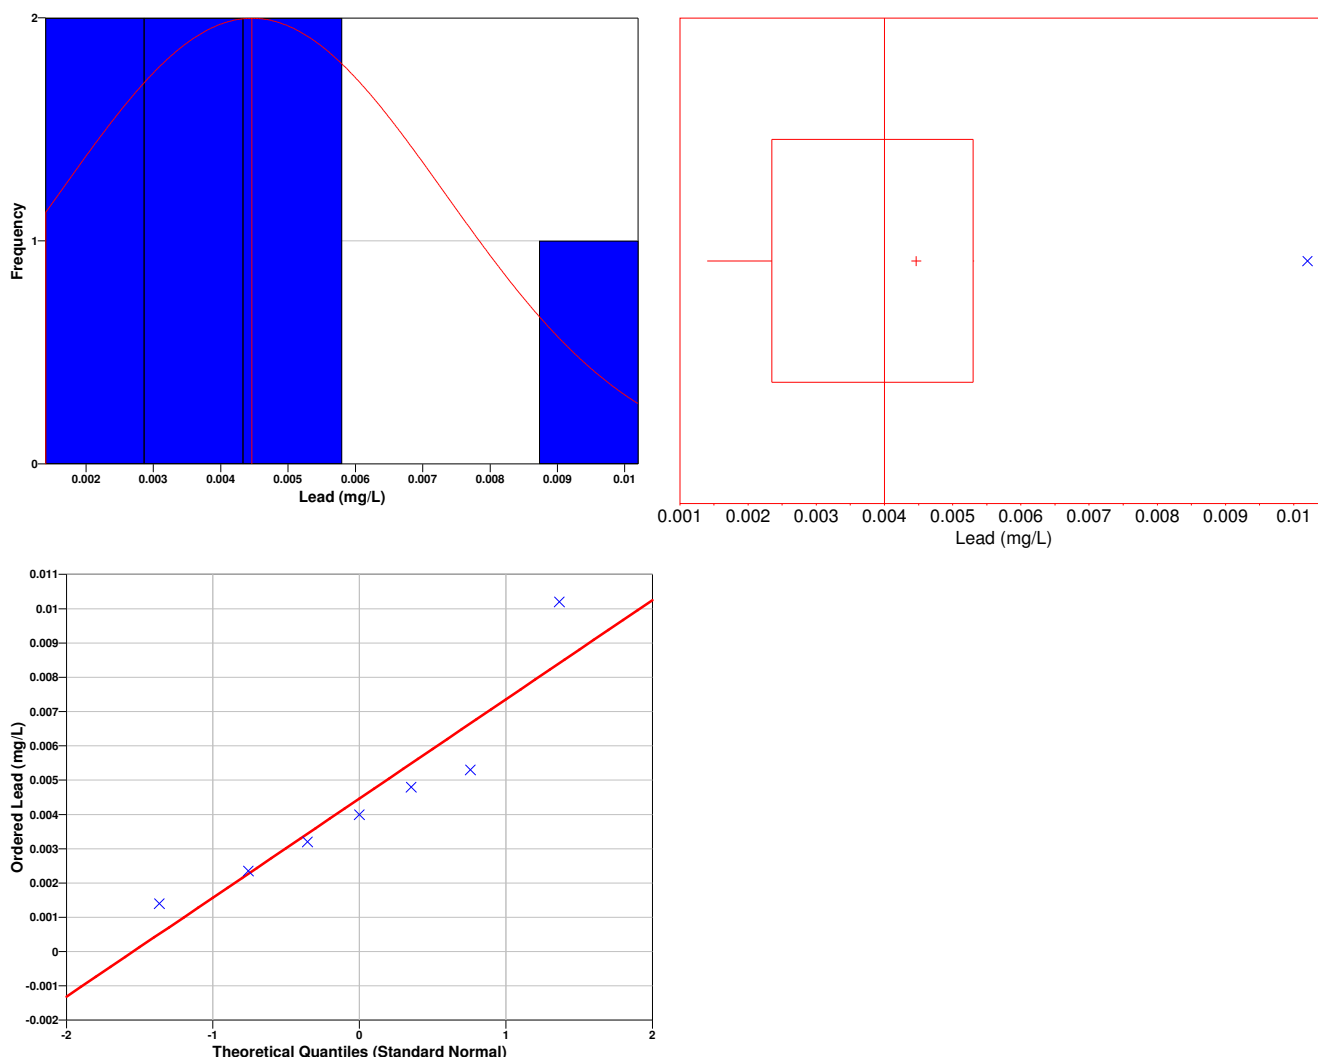 2
1
0
Frequency
0.002 0.003 0.004 0.005 0.006 0.007 0.008 0.009 0.01
Lead (mg/L)
0.001 0.002 0.003 0.004 0.005 0.006 0.007 0.008 0.009 0.01
Lead (mg/L)
0.011
0.01
0.009
0.008
0.007
0.006
0.005
0.004
0.003
0.002
0.001
0
-0.001
-0.002
Ordered Lead (mg/L)
-2 -1 0 1 2
Theoretical Quantiles (Standard Normal)